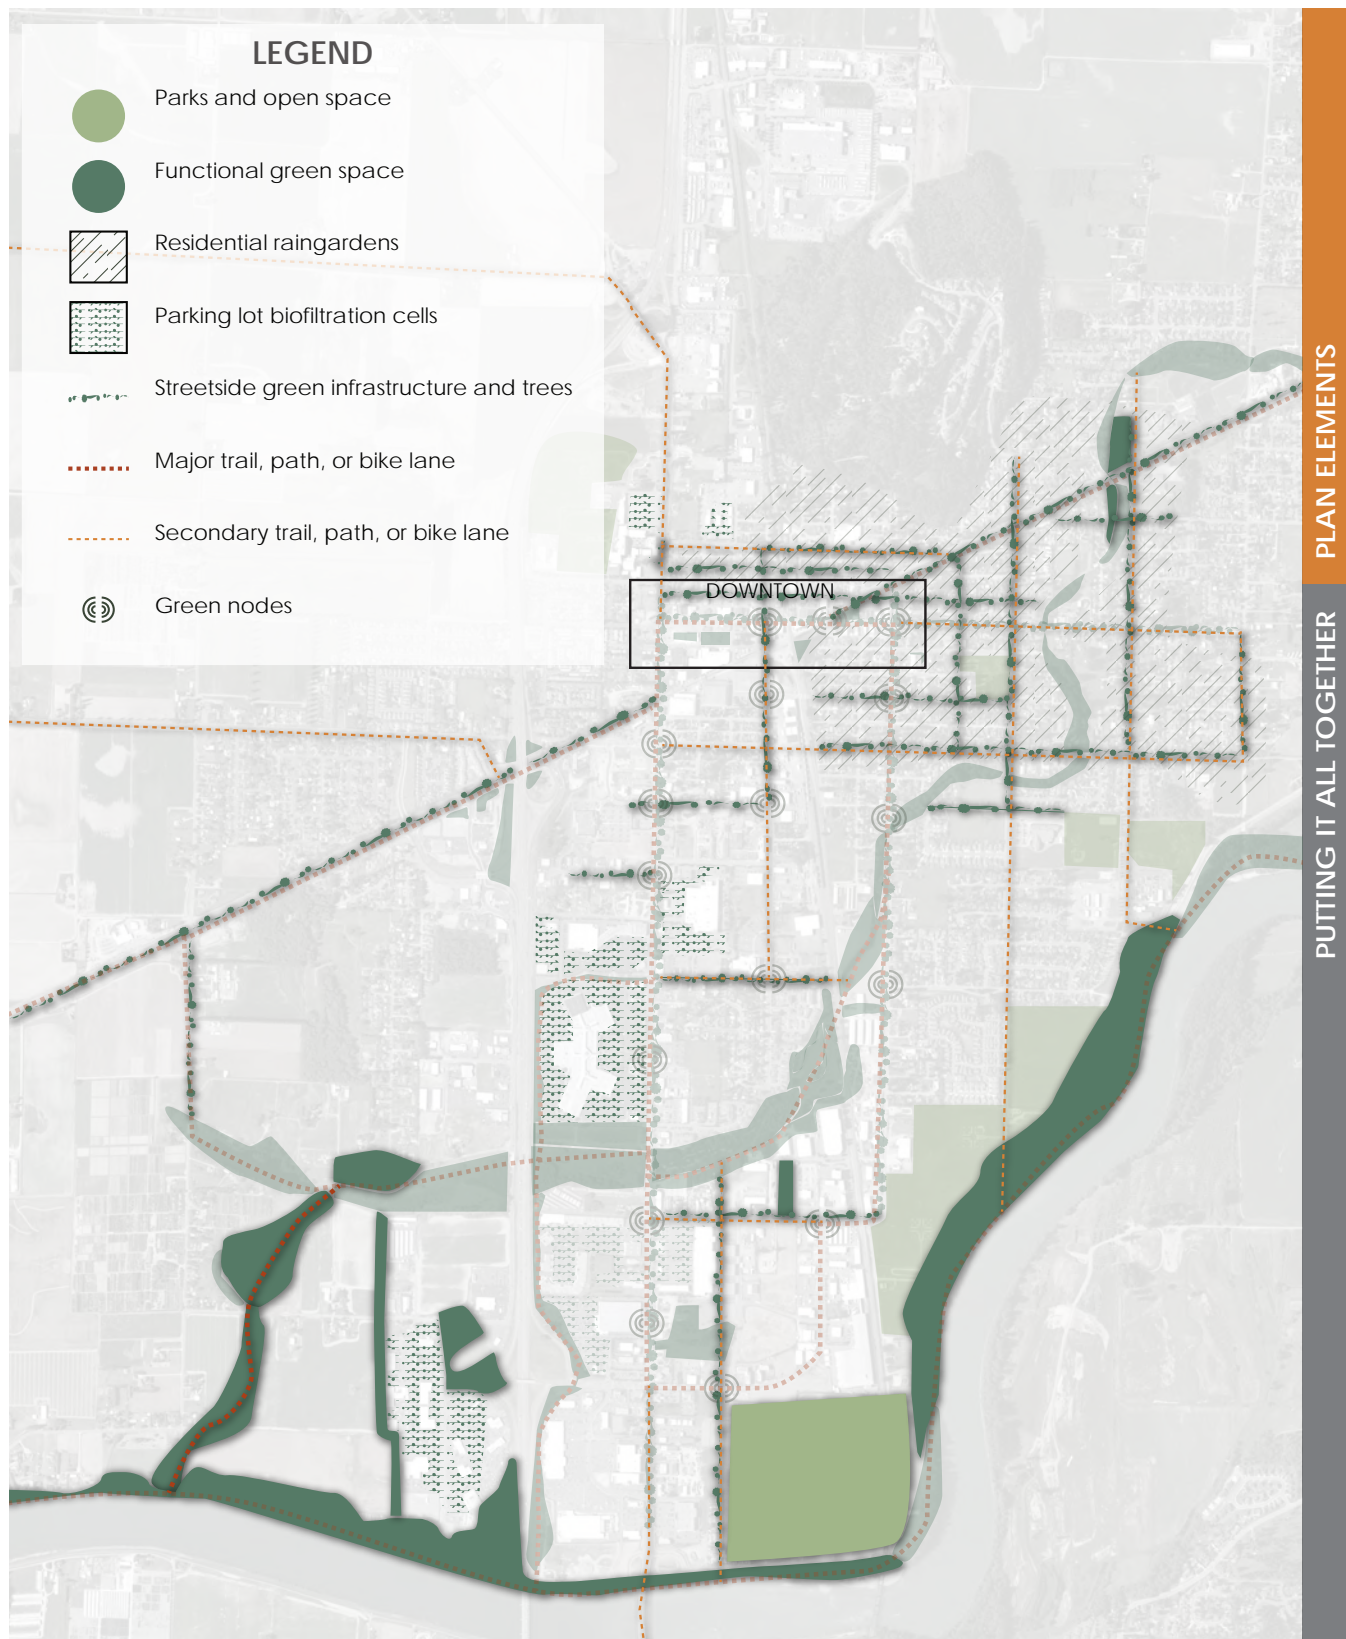 LEGEND
Parks and open space
Functional green space
Residential raingardens
Parking lot biofiltration cells
Streetside green infrastructure and trees
Major trail, path, or bike lane
Secondary trail, path, or bike lane
Green nodes
DOWNTOWN
PLAN ELEMENTS
PUTTING IT ALL TOGETHER